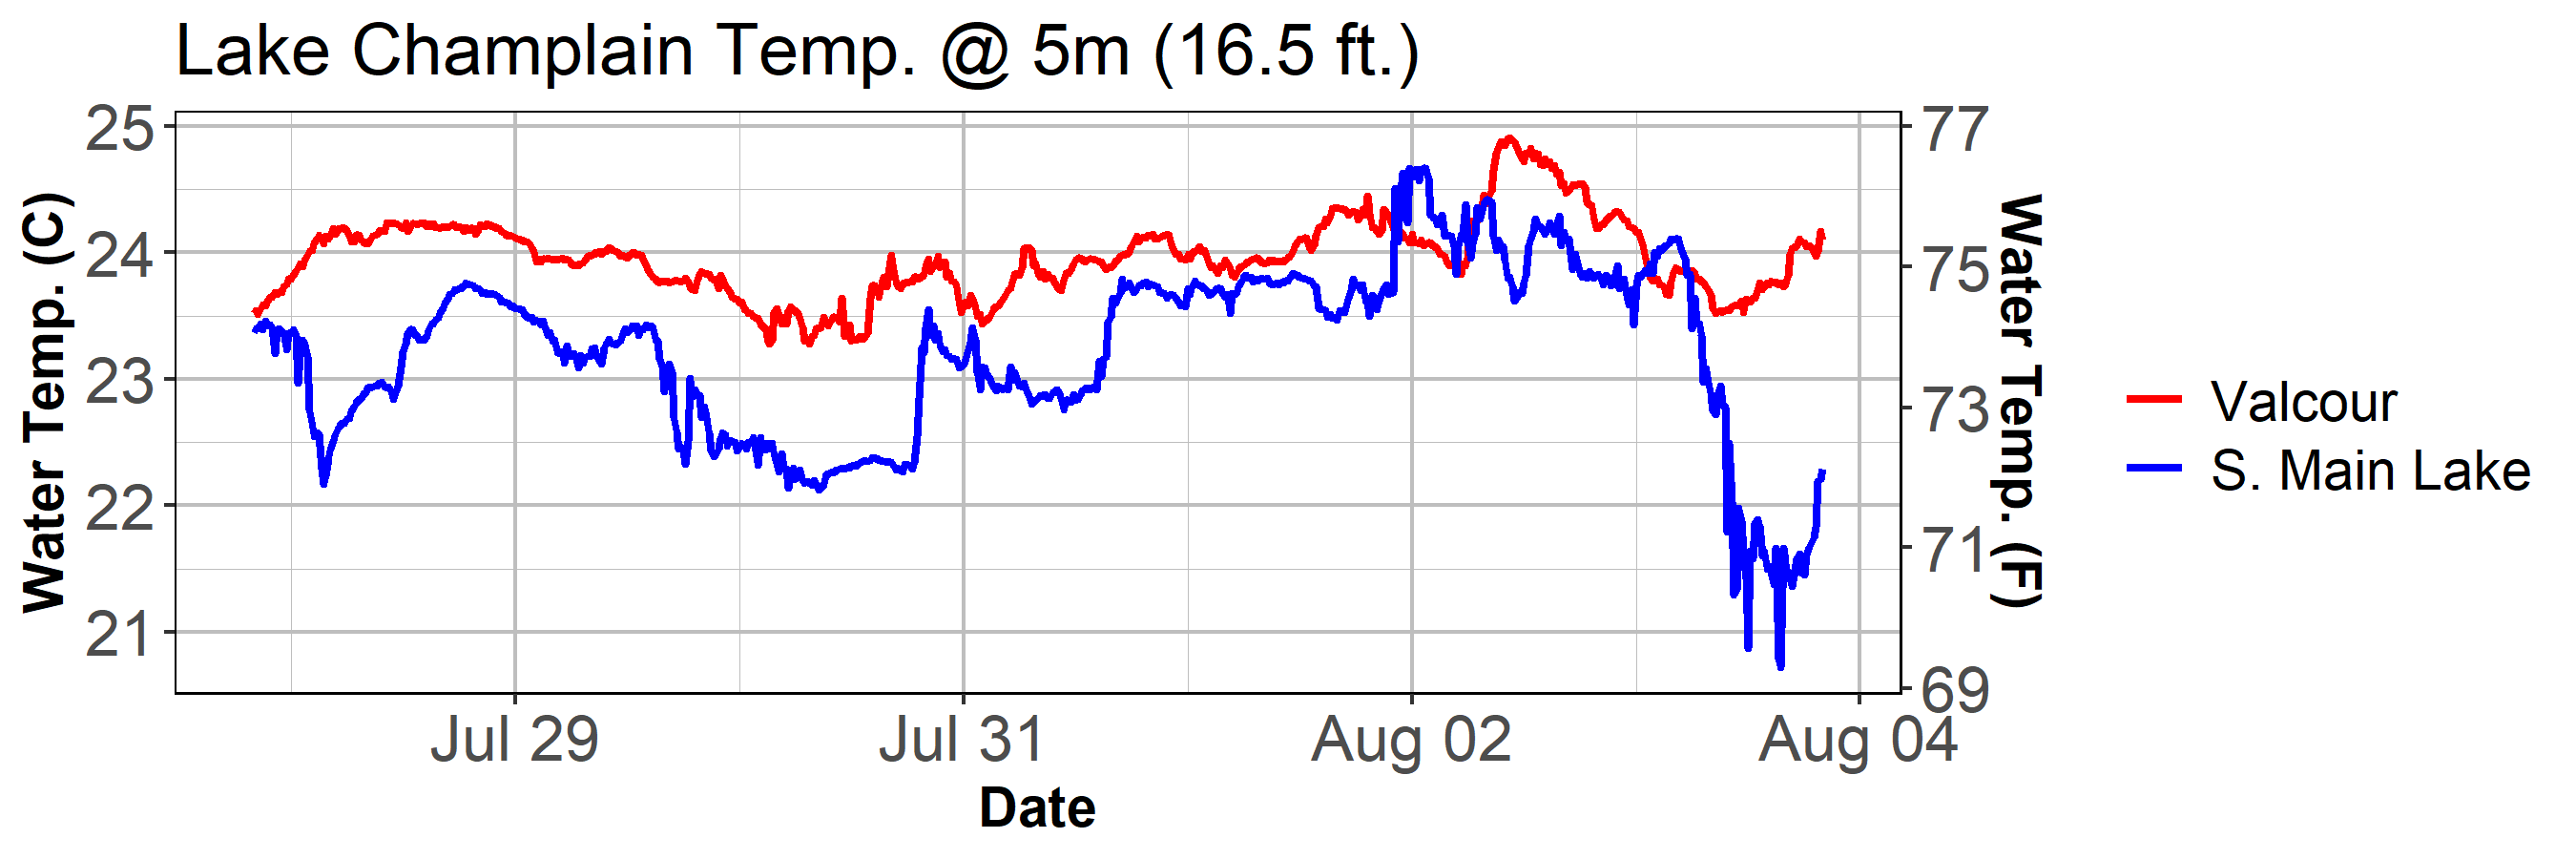 Lake Champlain Temp. @ 5m (16.5 ft.)
Water Temp. (C)
25
24
23
22
21
77
75
73
71
69
Water Temp. (F)
Jul 29
Jul 31
Aug 02
Aug 04
Date
Valcour
S. Main Lake